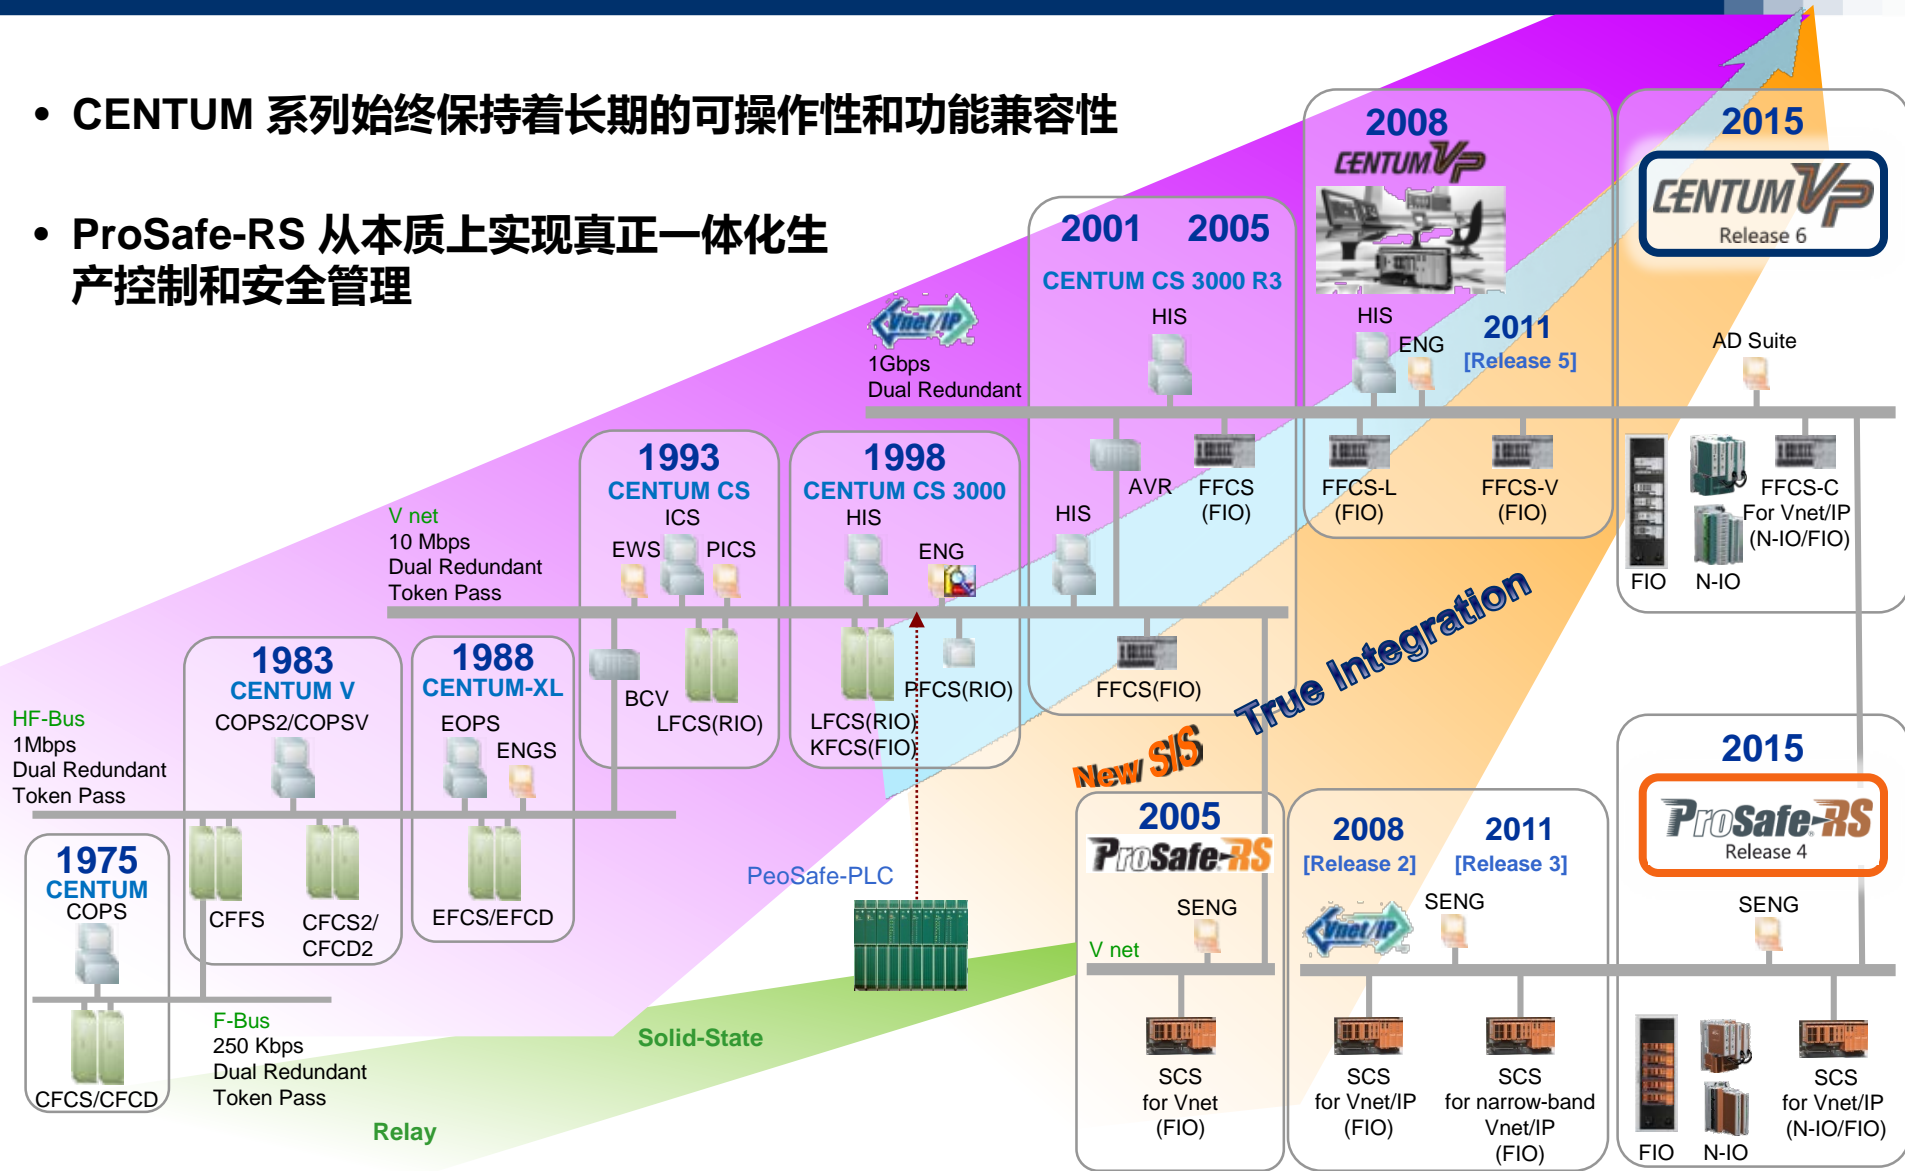 • CENTUM 系列始终保持着长期的可操作性和功能兼容性
• ProSafe-RS 从本质上实现真正一体化生
产控制和安全管理
2015
CENTUM VP
Release 6
AD Suite
FFCS-C
For Vnet/IP
(N-IO/FIO)
FIO
N-IO
2008
CENTUM VP
HIS
ENG
2011
[Release 5]
FFCS-L
(FIO)
FFCS-V
(FIO)
2001
2005
CENTUM CS 3000 R3
HIS
AVR
FFCS
(FIO)
HIS
FFCS(FIO)
Vnet/IP
1Gbps
Dual Redundant
1998
CENTUM CS 3000
HIS
ENG
PFCS(RIO)
LFCS(RIO)
KFCS(FIO)
1993
CENTUM CS
ICS
EWS
PICS
BCV
LFCS(RIO)
V net
10 Mbps
Dual Redundant
Token Pass
1988
CENTUM-XL
EOPS
ENGS
EFCS/EFCD
1983
CENTUM V
COPS2/COPSV
CFFS
CFCS2/
CFCD2
HF-Bus
1Mbps
Dual Redundant
Token Pass
1975
CENTUM
COPS
CFCS/CFCD
F-Bus
250 Kbps
Dual Redundant
Token Pass
Relay
Solid-State
PeoSafe-PLC
New SIS
True Integration
2005
ProSafe-RS
SENG
V net
SCS
for Vnet
(FIO)
2008
[Release 2]
2011
[Release 3]
Vnet/IP
SENG
SCS
for Vnet/IP
(FIO)
SCS
for narrow-band
Vnet/IP
(FIO)
2015
ProSafe-RS
Release 4
SENG
SCS
for Vnet/IP
(N-IO/FIO)
FIO
N-IO